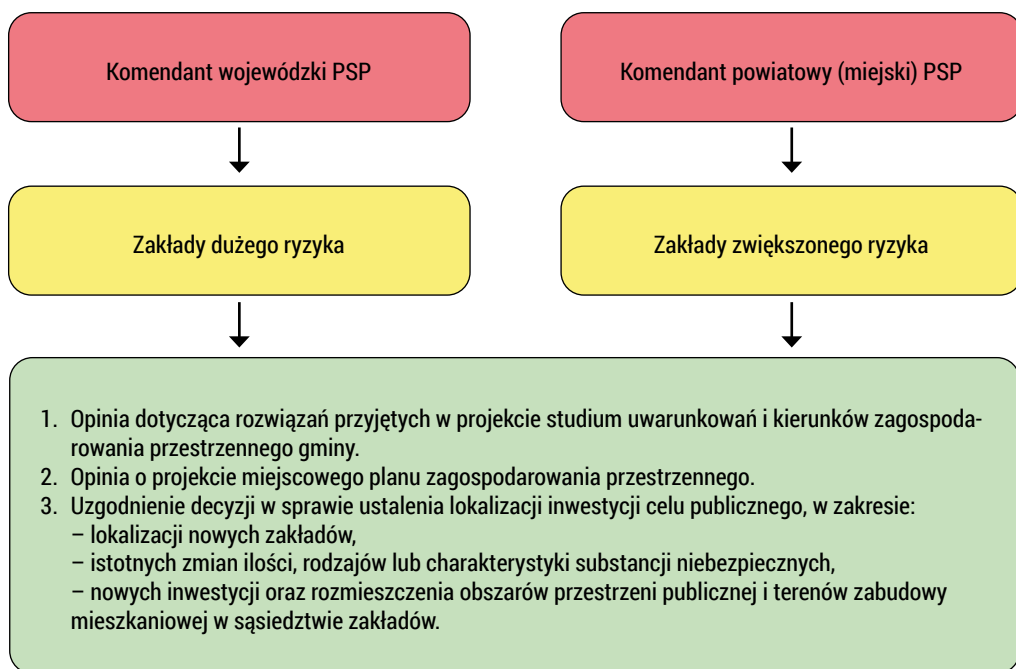 Komendant wojewódzki PSP
Komendant powiatowy (miejski) PSP
Zakłady dużego ryzyka
Zakłady zwiększonego ryzyka
1. Opinia dotycząca rozwiązań przyjętych w projekcie studium uwarunkowań i kierunków zagospoda-
rowania przestrzennego gminy.
2. Opinia o projekcie miejscowego planu zagospodarowania przestrzennego.
3. Uzgodnienie decyzji w sprawie ustalenia lokalizacji inwestycji celu publicznego, w zakresie:
– lokalizacji nowych zakładów,
– istotnych zmian ilości, rodzajów lub charakterystyki substancji niebezpiecznych,
– nowych inwestycji oraz rozmieszczenia obszarów przestrzeni publicznej i terenów zabudowy
mieszkaniowej w sąsiedztwie zakładów.